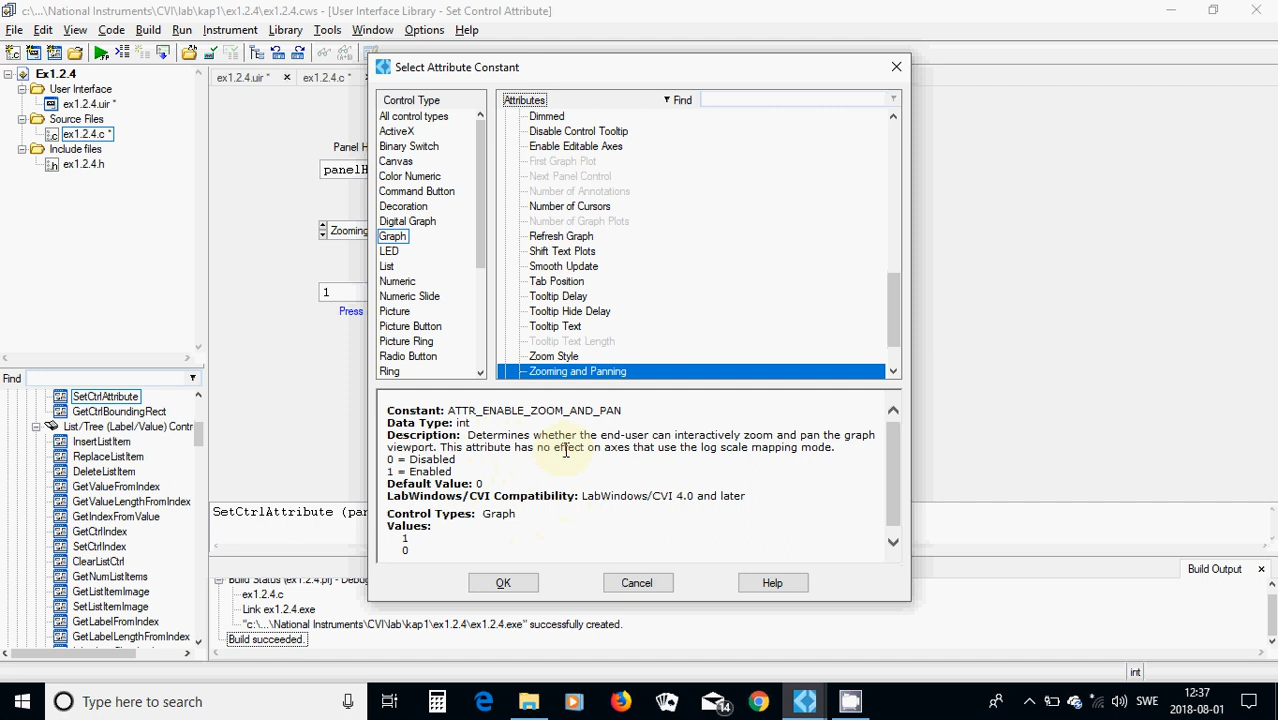 c:\...\National Instruments\CVI\lab\kap1\ex1.2.4\ex1.2.4.cws - [User Interface Library - Set Control Attribute]
File Edit View Code Build Run Instrument Library Tools Window Options Help
Ex1.2.4
User Interface
ex1.2.4.uir *
Source Files
ex1.2.4.c *
Include files
ex1.2.4.h
Find
SetCtrlAttribute
GetCtrlBoundingRect
List/Tree (Label/Value) Contr
InsertListItem
ReplaceListItem
DeleteListItem
GetValueFromIndex
GetValueLengthFromIndex
GetIndexFromValue
GetCtrlIndex
SetCtrlIndex
ClearListCtrl
GetNumListItems
GetListItemImage
SetListItemImage
GetLabelFromIndex
GetLabelLengthFromIndex
ex1.2.4.uir *
ex1.2.4.c *
Panel H
panelH
Zooming
1
Press
SetCtrlAttribute (pan
Select Attribute Constant
Control Type
All control types
ActiveX
Binary Switch
Canvas
Color Numeric
Command Button
Decoration
Digital Graph
Graph
LED
List
Numeric
Numeric Slide
Picture
Picture Button
Picture Ring
Radio Button
Ring
Attributes
Find
Dimmed
Disable Control Tooltip
Enable Editable Axes
First Graph Plot
Next Panel Control
Number of Annotations
Number of Cursors
Number of Graph Plots
Refresh Graph
Shift Text Plots
Smooth Update
Tab Position
Tooltip Delay
Tooltip Hide Delay
Tooltip Text
Tooltip Text Length
Zoom Style
Zooming and Panning
Constant: ATTR_ENABLE_ZOOM_AND_PAN
Data Type: int
Description: Determines whether the end-user can interactively zoom and pan the graph
viewport. This attribute has no effect on axes that use the log scale mapping mode.
0 = Disabled
1 = Enabled
Default Value: 0
LabWindows/CVI Compatibility: LabWindows/CVI 4.0 and later
Control Types: Graph
Values:
1
0
OK Cancel Help
Build Output
Build Status (ex1.2.4.prj - Debug
ex1.2.4.c
Link ex1.2.4.exe
"c:\...\National Instruments\CVI\lab\kap1\ex1.2.4\ex1.2.4.exe" successfully created.
Build succeeded.
int
Type here to search
14
SWE
12:37
2018-08-01